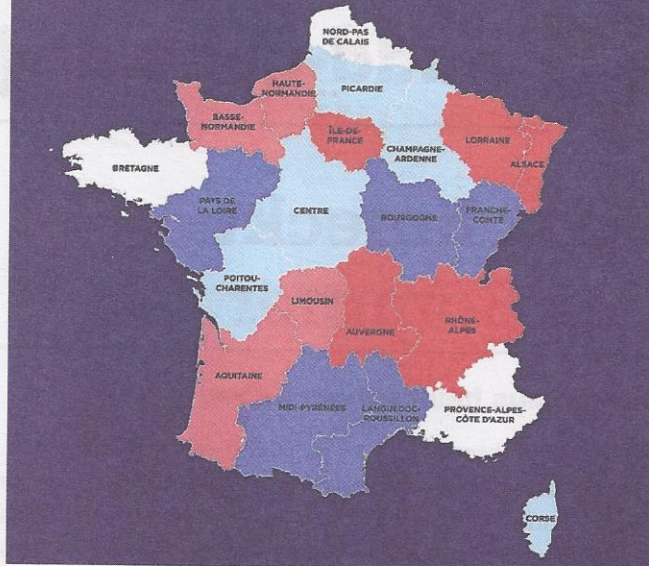 NORD-PAS
DE CALAIS
PICARDIE
HAUTE-
NORMANDIE
BASSE-
NORMANDIE
ÎLE-DE-
FRANCE
CHAMPAGNE-
ARDENNE
LORRAINE
ALSACE
BRETAGNE
PAYS DE
LA LOIRE
CENTRE
BOURGOGNE
FRANCHE-
COMTÉ
POITOU-
CHARENTES
LIMOUSIN
AUVERGNE
RHÔNE-
ALPES
AQUITAINE
MIDI-PYRÉNÉES
LANGUEDOC-
ROUSSILLON
PROVENCE-ALPES-
CÔTE D'AZUR
CORSE